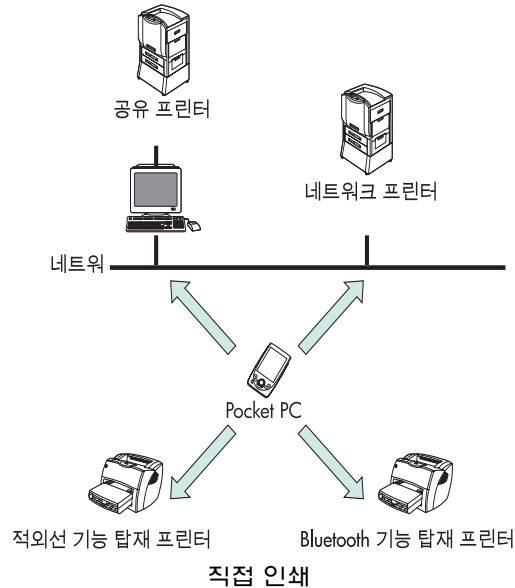 공유 프린터
네트워크 프린터
네트워
Pocket PC
적외선 기능 탑재 프린터
Bluetooth 기능 탑재 프린터
직접 인쇄